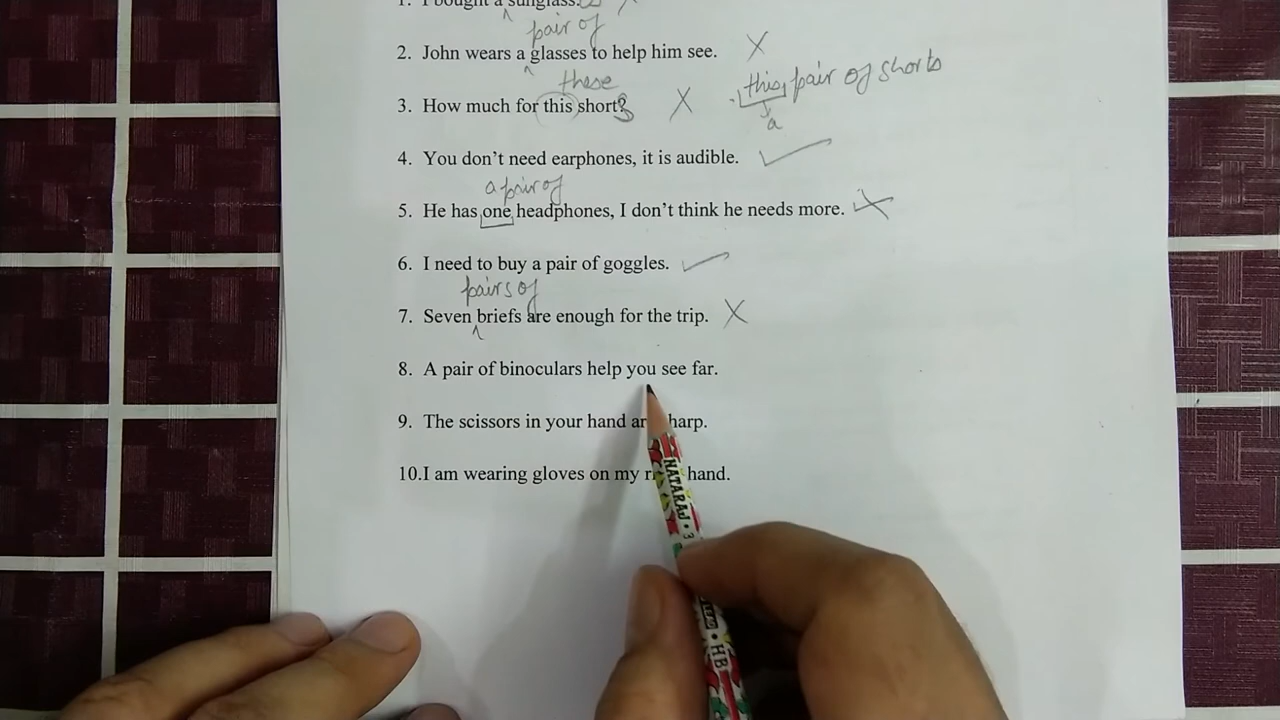 1. I bought a sunglass.
pair of
2. John wears a glasses to help him see. X
these this pair of shorts
3. How much for this short? X
a
4. You don't need earphones, it is audible.
a pair of
5. He has one headphones, I don't think he needs more.
6. I need to buy a pair of goggles.
pairs of
7. Seven briefs are enough for the trip. X
8. A pair of binoculars help you see far.
9. The scissors in your hand harp.
10.I am wearing gloves on my hand.
NATARAJ
HB